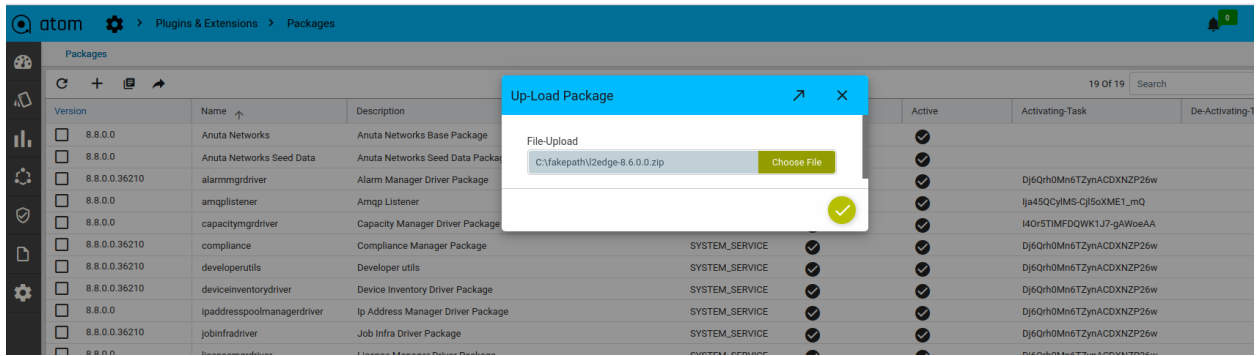 atom > Plugins & Extensions > Packages 0
Packages
19 Of 19 Search
Up-Load Package
File-Upload
C:\fakepath\l2edge-8.6.0.0.zip Choose File
Version Name Description Active Activating-Task De-Activating-T
8.8.0.0 Anuta Networks Anuta Networks Base Package
8.8.0.0 Anuta Networks Seed Data Anuta Networks Seed Data Packag
8.8.0.0.36210 alarmmgrdriver Alarm Manager Driver Package Dj6Qrh0Mn6TZynACDXNZP26w
8.8.0.0 amqplistener Amqp Listener Ija45QCylMS-Cjl5oXME1_mQ
8.8.0.0 capacitymgrdriver Capacity Manager Driver Package I4Or5TIMFDQWK1J7-gAWoeAA
8.8.0.0.36210 compliance Compliance Manager Package SYSTEM_SERVICE Dj6Qrh0Mn6TZynACDXNZP26w
8.8.0.0.36210 developerutils Developer utils SYSTEM_SERVICE Dj6Qrh0Mn6TZynACDXNZP26w
8.8.0.0.36210 deviceinventorydriver Device Inventory Driver Package SYSTEM_SERVICE Dj6Qrh0Mn6TZynACDXNZP26w
8.8.0.0 ipaddresspoolmanagerdriver Ip Address Manager Driver Package SYSTEM_SERVICE Dj6Qrh0Mn6TZynACDXNZP26w
8.8.0.0.36210 jobinfradriver Job Infra Driver Package SYSTEM_SERVICE Dj6Qrh0Mn6TZynACDXNZP26w